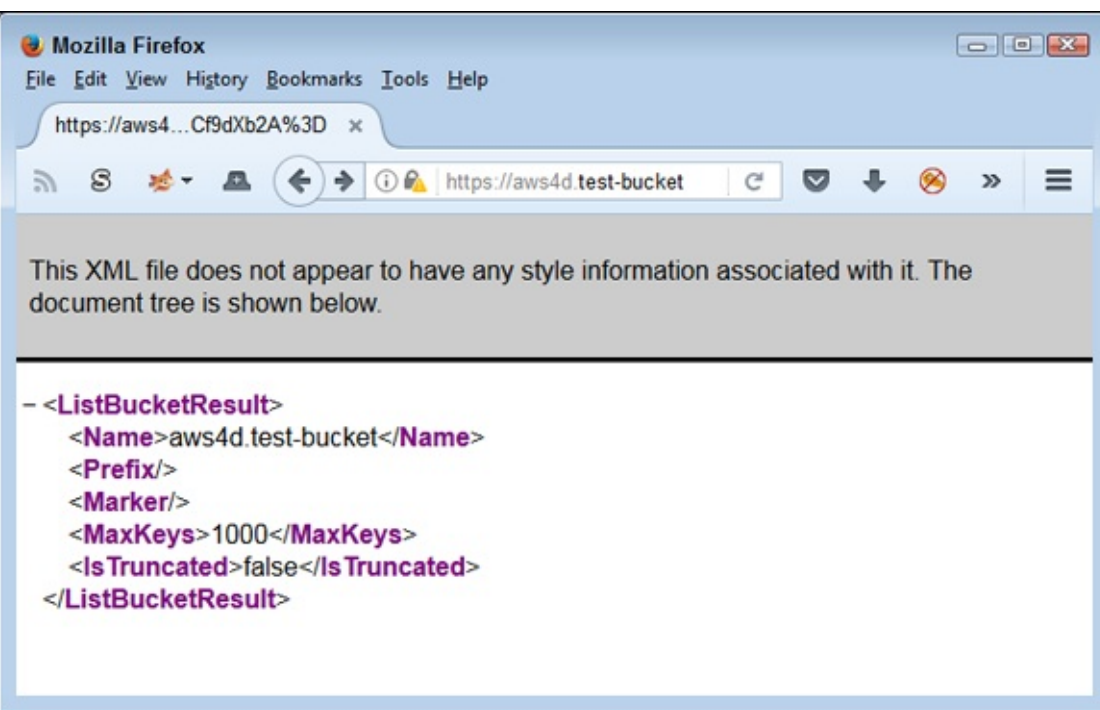 Mozilla Firefox
File Edit View History Bookmarks Tools Help
https://aws4...Cf9dXb2A%3D
https://aws4d.test-bucket
This XML file does not appear to have any style information associated with it. The
document tree is shown below.
– <ListBucketResult>
<Name>aws4d.test-bucket</Name>
<Prefix/>
<Marker/>
<MaxKeys>1000</MaxKeys>
<IsTruncated>false</IsTruncated>
</ListBucketResult>